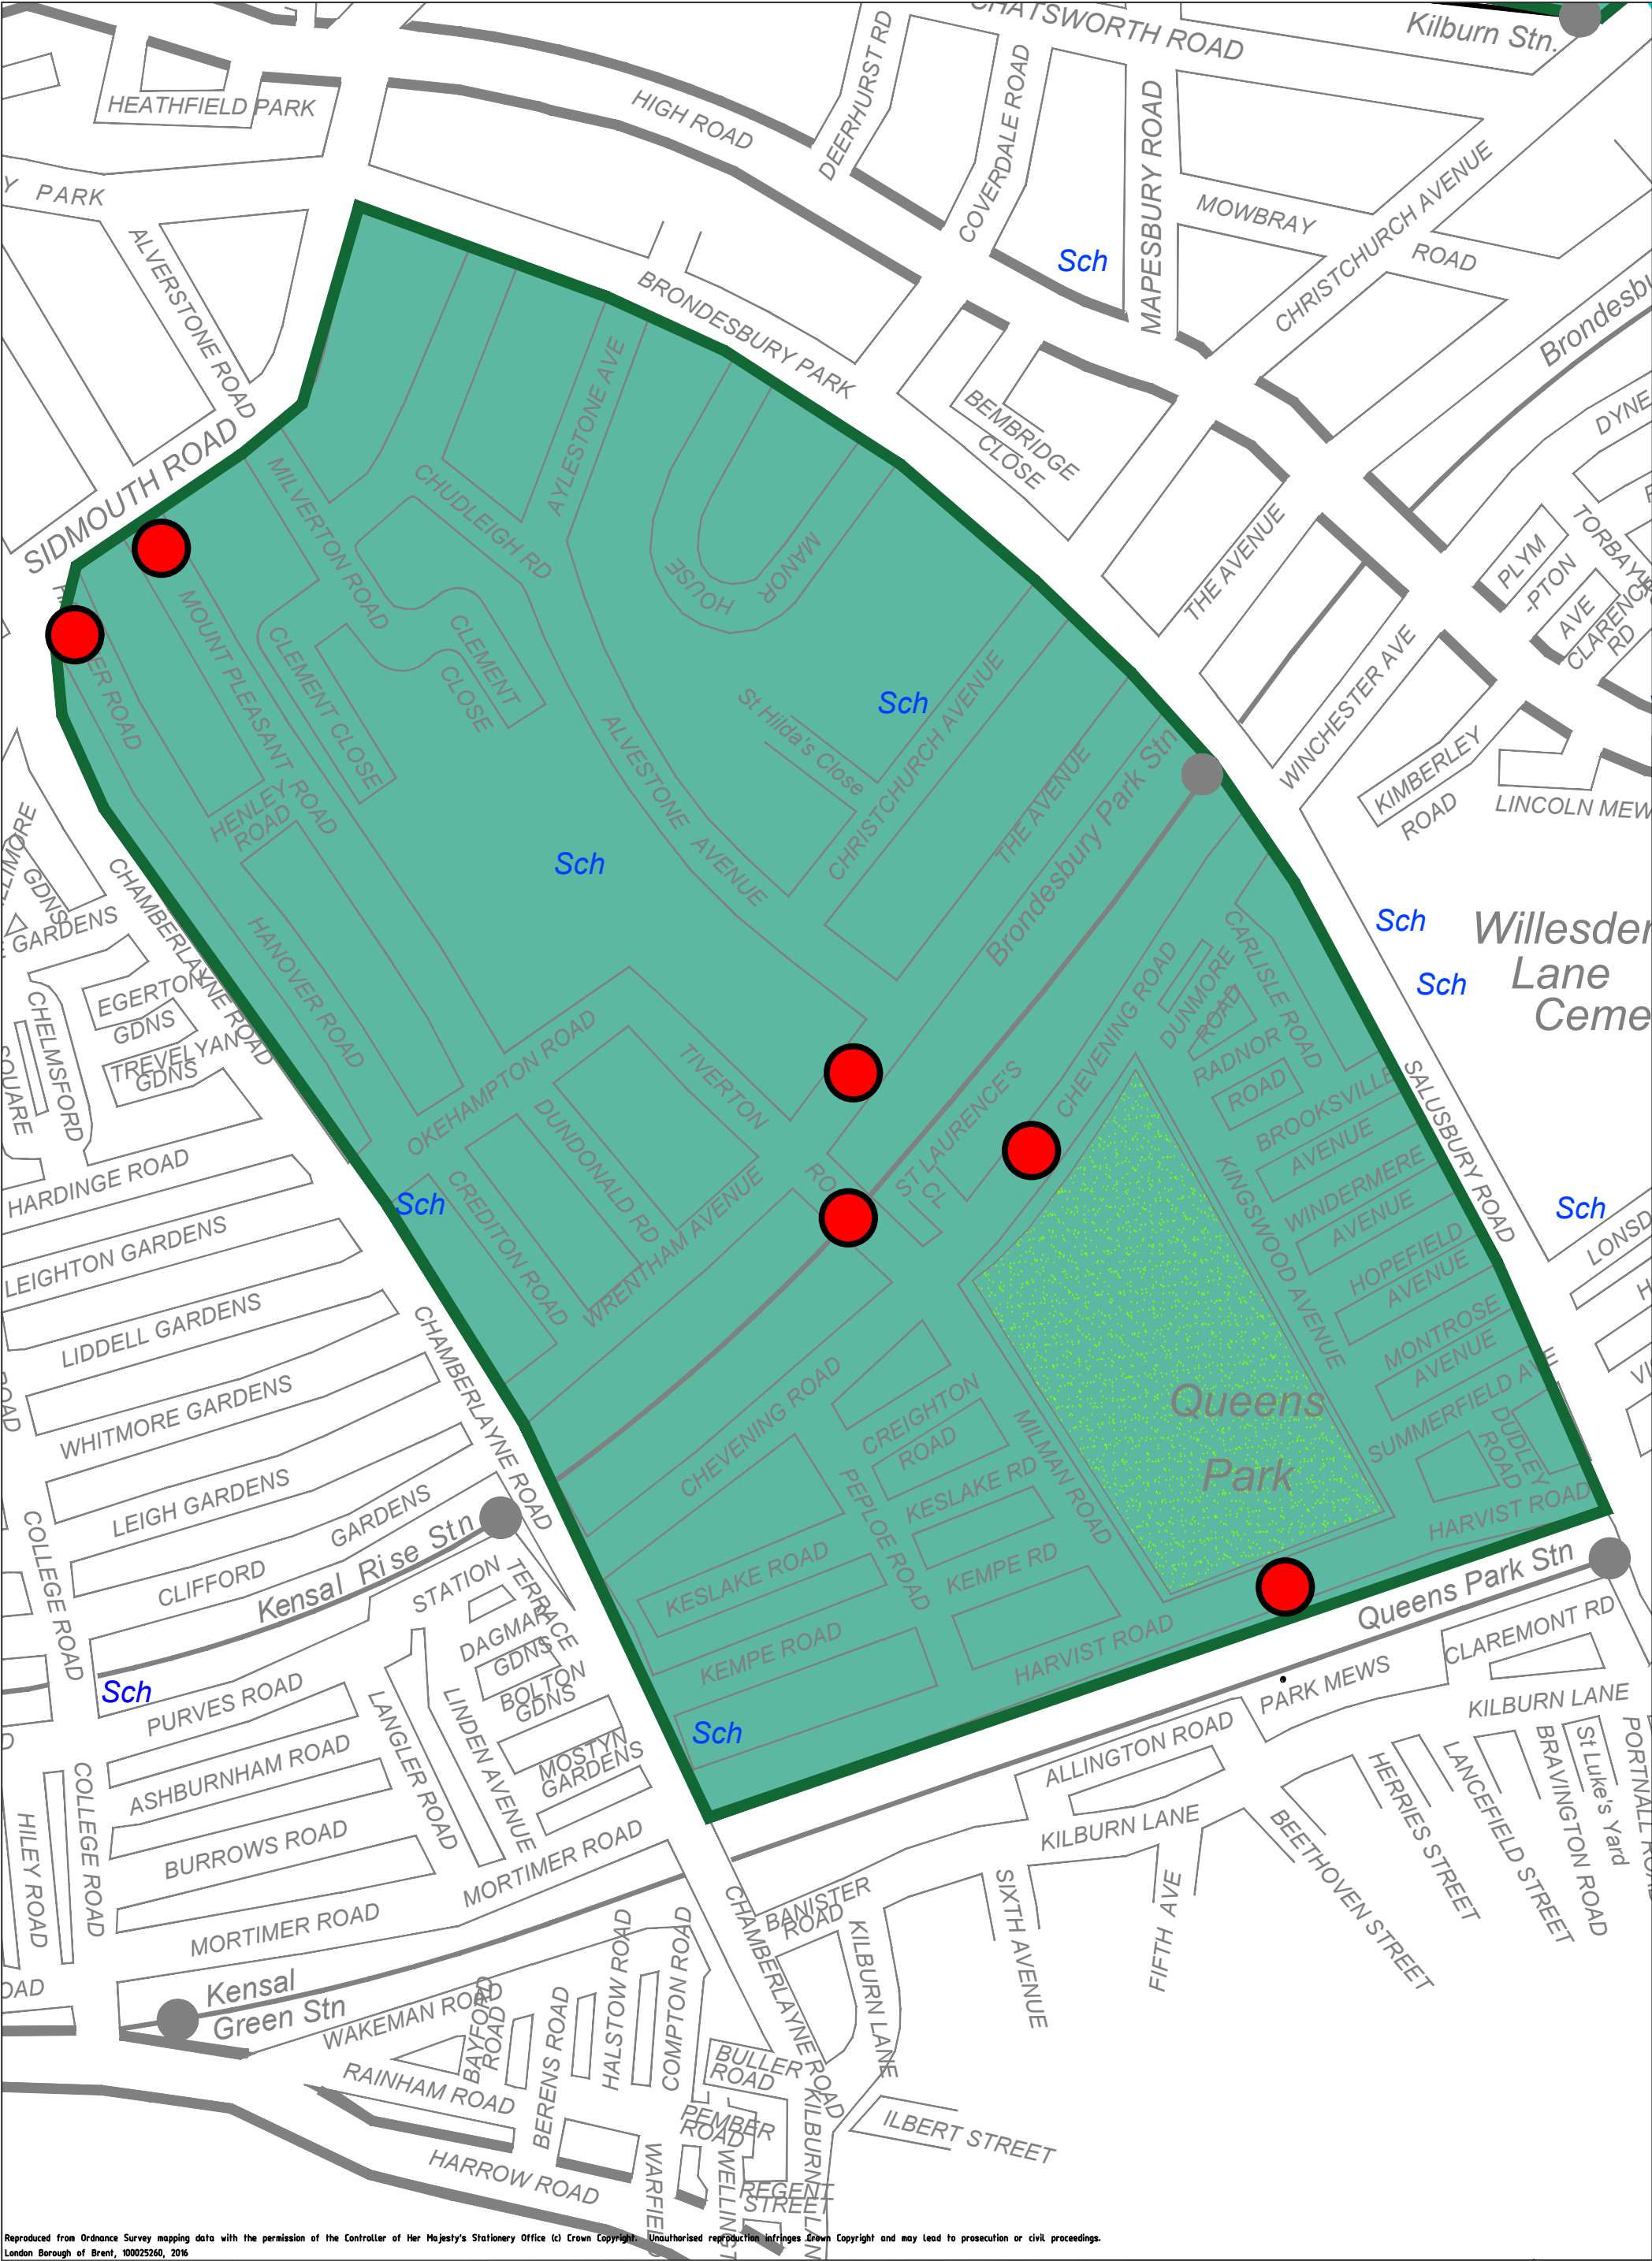 CHATSWORTH ROAD
Kilburn Stn.
HEATHFIELD PARK
HIGH ROAD
DEERHURST RD
COVERDALE ROAD
MAPESBURY ROAD
MOWBRAY
ROAD
CHRISTCHURCH AVENUE
Y PARK
ALVERSTONE ROAD
Sch
BRONDESBURY PARK
Brondesbu
DYNE
SIDMOUTH ROAD
MILVERTON ROAD
CHUDLEIGH RD
AYLESTONE AVE
MANOR
HOUSE
BEMBRIDGE
CLOSE
THE AVENUE
PLYM
-PTON
AVE
TORBAY
CLARENCE
RD
WINCHESTER AVE
KIMBERLEY
ROAD
LINCOLN MEW
ER ROAD
MOUNT PLEASANT ROAD
CLEMENT CLOSE
CLEMENT
CLOSE
HENLEY
ROAD
ALVESTONE AVENUE
St Hilda's Close
Sch
CHRISTCHURCH AVENUE
THE AVENUE
Brondesbury Park Stn
Sch
Sch
Willesden
Sch
Lane
Ceme
GDNS
GARDENS
CHAMBERLAYNE ROAD
HANOVER ROAD
EGERTON
GDNS
TREVELYAN
GDNS
CHELMSFORD
SQUARE
OKEHAMPTON ROAD
TIVERTON
ROAD
DUNDONALD RD
CREDITON ROAD
WRENTHAM AVENUE
Sch
ST LAURENCE'S
CL
CHEVENING ROAD
DUNMORE
ROAD
CARLISLE ROAD
RADNOR
ROAD
BROOKSVILLE
AVENUE
WINDERMERE
AVENUE
HOPEFIELD
AVENUE
MONTROSE
AVENUE
SUMMERFIELD AVE
DUDLEY
ROAD
KINGSWOOD AVENUE
SALUSBURY ROAD
Sch
LONSD
HARDINGE ROAD
LEIGHTON GARDENS
LIDDELL GARDENS
WHITMORE GARDENS
LEIGH GARDENS
CLIFFORD GARDENS
CHAMBERLAYNE ROAD
COLLEGE ROAD
Kensal Rise Stn
STATION
TERRACE
DAGMAR
GDNS
BOLTON
GDNS
MOSTYN
GARDENS
CHEVENING ROAD
CREIGHTON
ROAD
KESLAKE RD
KEMPE RD
PEPLOE ROAD
MILMAN ROAD
Queens
Park
HARVIST ROAD
KESLAKE ROAD
KEMPE ROAD
HARVIST ROAD
Sch
Queens Park Stn
CLAREMONT RD
PARK MEWS
KILBURN LANE
ALLINGTON ROAD
KILBURN LANE
Sch
PURVES ROAD
ASHBURNHAM ROAD
BURROWS ROAD
MORTIMER ROAD
MORTIMER ROAD
LANGLER ROAD
LINDEN AVENUE
HILEY ROAD
COLLEGE ROAD
OAD
Kensal
Green Stn
WAKEMAN ROAD
BAYFORD
ROAD
RAINHAM ROAD
BERENS ROAD
HALSTOW ROAD
COMPTON ROAD
HARROW ROAD
CHAMBERLAYNE ROAD
BANISTER
ROAD
KILBURN LANE
BULLER
ROAD
PEMBER
ROAD
WARFIEL
WELLINGT
KILBURN LAN
REGENT
STREET
ILBERT STREET
SIXTH AVENUE
FIFTH AVE
BEETHOVEN STREET
HERRIES STREET
LANCEFIELD STREET
BRAVINGTON ROAD
St Luke's Yard
PORTNALL ROAD
Reproduced from Ordnance Survey mapping data with the permission of the Controller of Her Majesty's Stationery Office (c) Crown Copyright. Unauthorised reproduction infringes Crown Copyright and may lead to prosecution or civil proceedings.
London Borough of Brent, 100025260, 2016